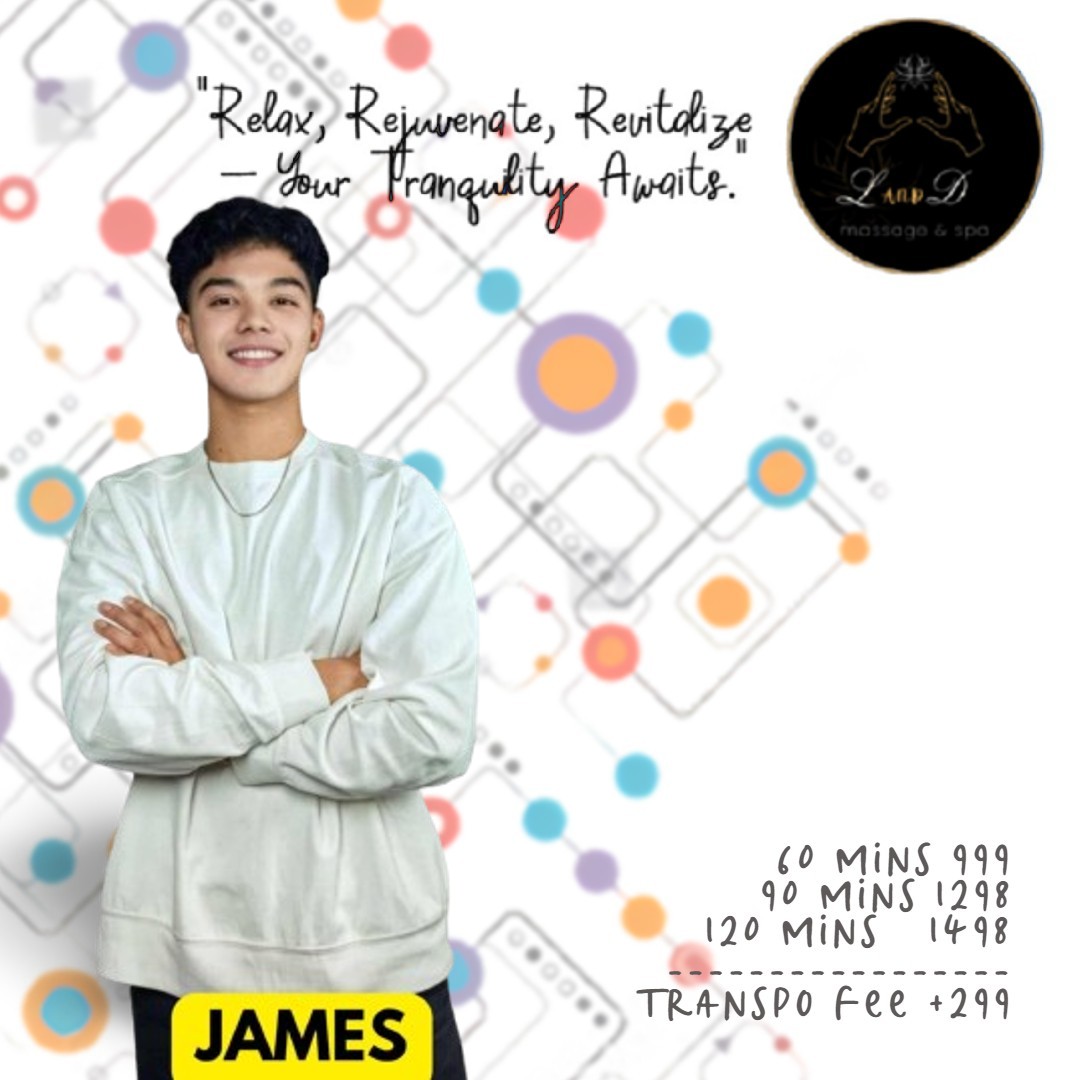 "Relax, Rejuvenate, Revitalize
— Your Tranquility Awaits."
L AND D
massage & spa
60 MiNS 999
90 MiNS 1298
120 MiNS 1498
-----------------
TRANSPO Fee +299
JAMES